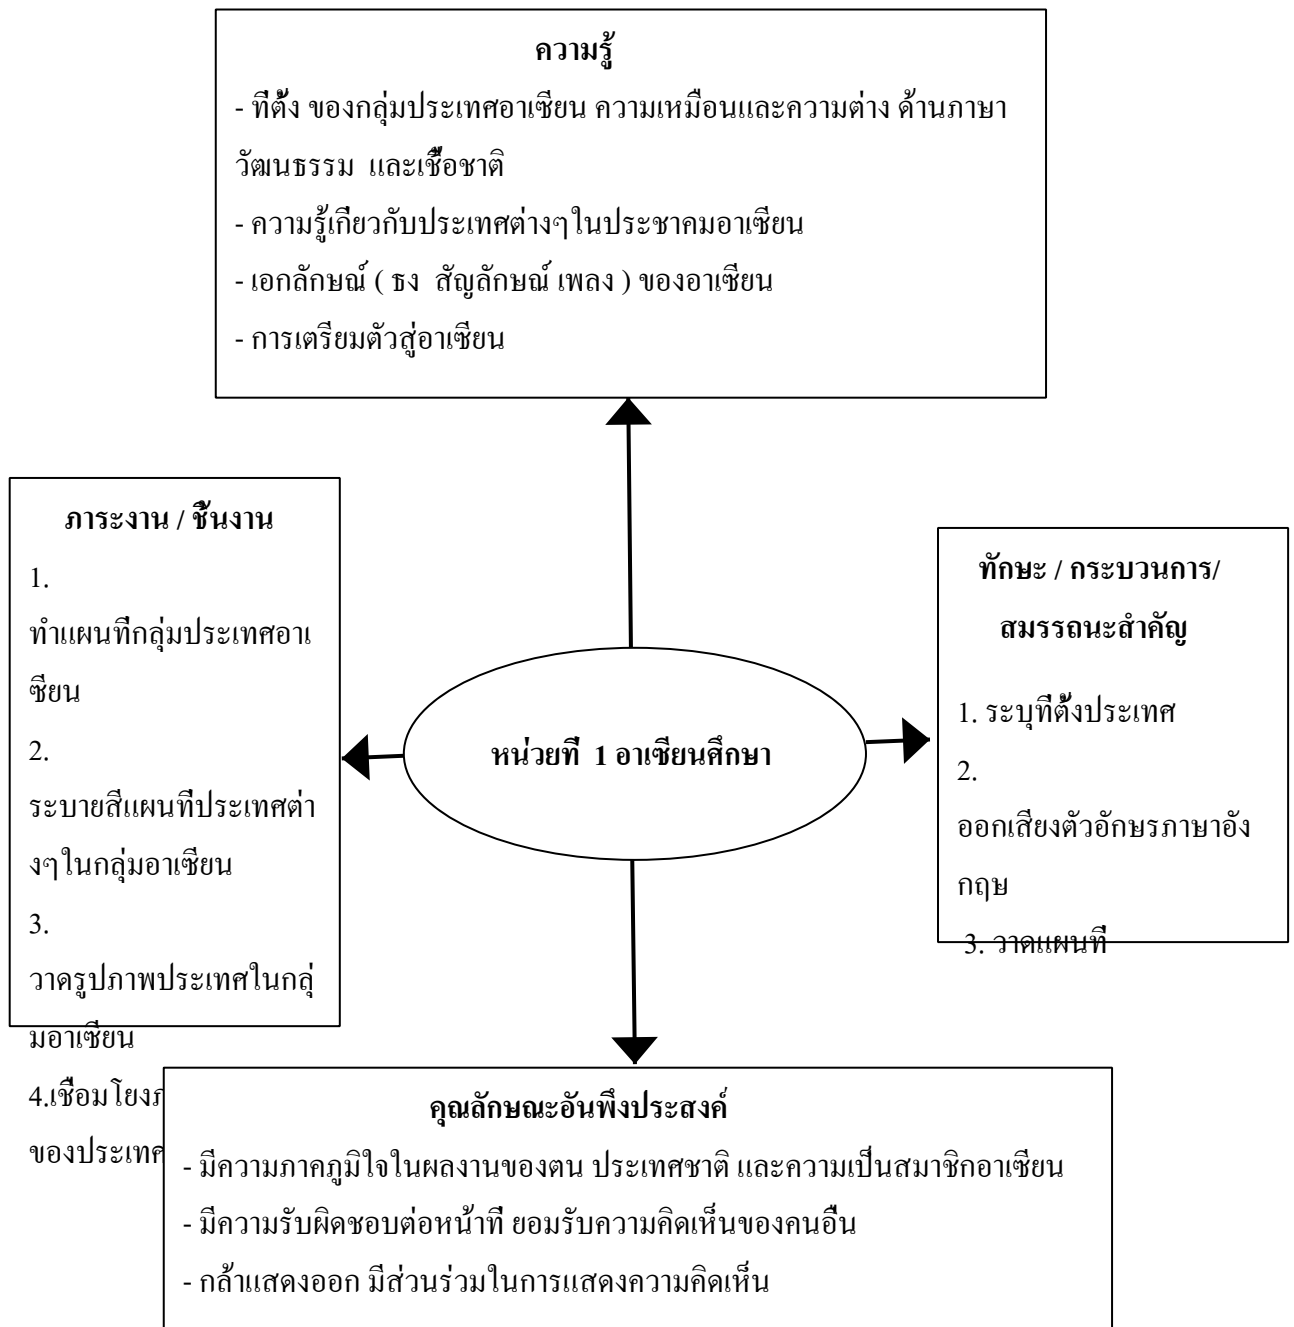 ความรู้
- ที่ตั้ง ของกลุ่มประเทศอาเซียน ความเหมือนและความต่าง ด้านภาษา
วัฒนธรรม และเชื้อชาติ
- ความรู้เกี่ยวกับประเทศต่างๆในประชาคมอาเซียน
- เอกลักษณ์ ( ธง สัญลักษณ์ เพลง ) ของอาเซียน
- การเตรียมตัวสู่อาเซียน
ภาระงาน / ชิ้นงาน
1.
ทำแผนที่กลุ่มประเทศอาเ
ซียน
2.
ระบายสีแผนที่ประเทศต่า
งๆในกลุ่มอาเซียน
3.
วาดรูปภาพประเทศในกลุ่
มอาเซียน
4.เชื่อมโยง
ของประเทศ
หน่วยที่ 1 อาเซียนศึกษา
ทักษะ / กระบวนการ/
สมรรถนะสำคัญ
1. ระบุที่ตั้งประเทศ
2.
ออกเสียงตัวอักษรภาษาอัง
กฤษ
3. วาดแผนที่
คุณลักษณะอันพึงประสงค์
- มีความภาคภูมิใจในผลงานของตน ประเทศชาติ และความเป็นสมาชิกอาเซียน
- มีความรับผิดชอบต่อหน้าที่ ยอมรับความคิดเห็นของคนอื่น
- กล้าแสดงออก มีส่วนร่วมในการแสดงความคิดเห็น